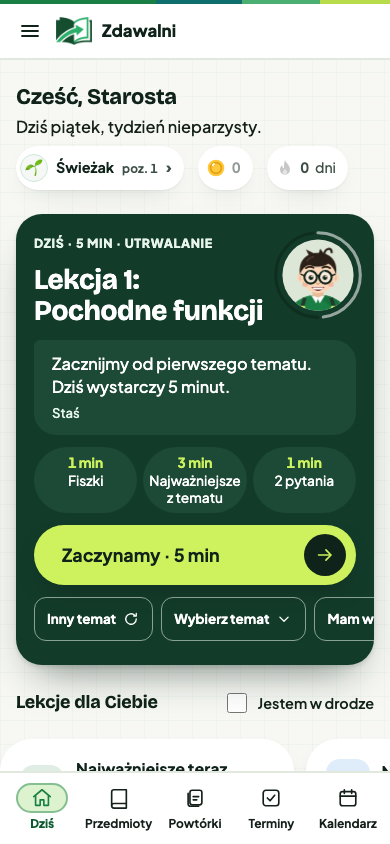 Zdawalni
Cześć, Starosta
Dziś piątek, tydzień nieparzysty.
Świeżak poz. 1 ›
0
0 dni
DZIŚ · 5 MIN · UTRWALANIE
Lekcja 1:
Pochodne funkcji
Zacznijmy od pierwszego tematu.
Dziś wystarczy 5 minut.
Staś
1 min
Fiszki
3 min
Najważniejsze
z tematu
1 min
2 pytania
Zaczynamy · 5 min
Inny temat
Wybierz temat
Mam w
Lekcje dla Ciebie
Jestem w drodze
Najważniejsze teraz
Dziś
Przedmioty
Powtórki
Terminy
Kalendarz